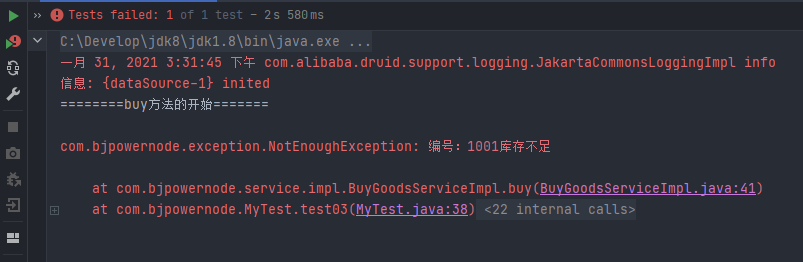 Tests failed: 1 of 1 test – 2 s 580 ms
C:\Develop\jdk8\jdk1.8\bin\java.exe ...
一月 31, 2021 3:31:45 下午 com.alibaba.druid.support.logging.JakartaCommonsLoggingImpl info
信息: {dataSource-1} inited
========buy方法的开始=======
com.bjpowernode.exception.NotEnoughException: 编号: 1001库存不足
at com.bjpowernode.service.impl.BuyGoodsServiceImpl.buy(BuyGoodsServiceImpl.java:41)
at com.bjpowernode.MyTest.test03(MyTest.java:38) <22 internal calls>